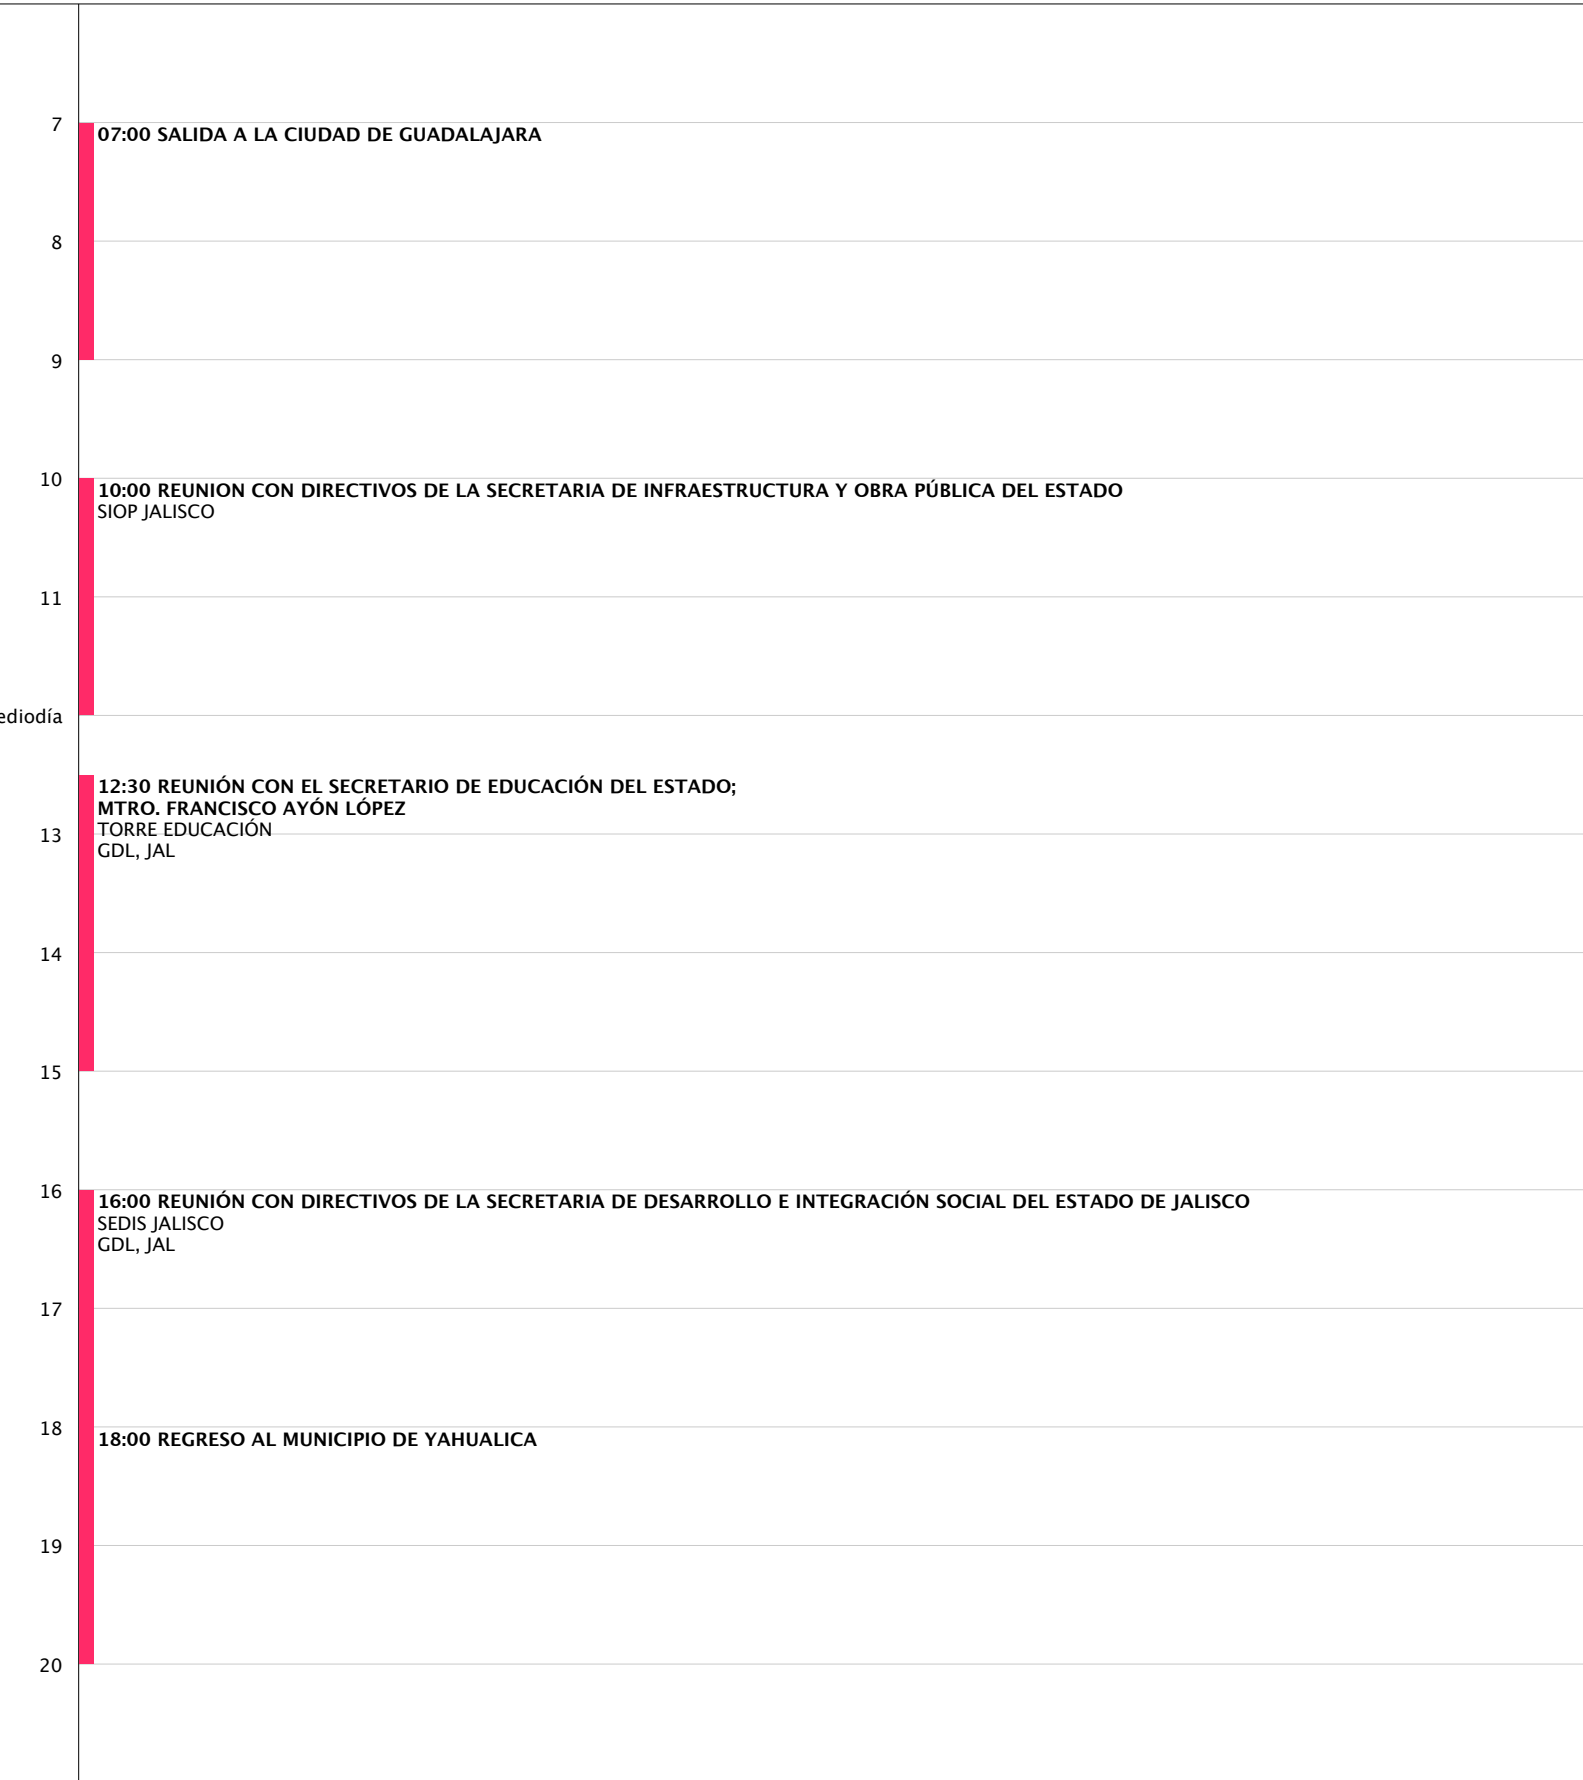 7
07:00 SALIDA A LA CIUDAD DE GUADALAJARA
8
9
10
10:00 REUNION CON DIRECTIVOS DE LA SECRETARIA DE INFRAESTRUCTURA Y OBRA PÚBLICA DEL ESTADO
SIOP JALISCO
11
ediodía
12:30 REUNIÓN CON EL SECRETARIO DE EDUCACIÓN DEL ESTADO;
MTRO. FRANCISCO AYÓN LÓPEZ
13 TORRE EDUCACIÓN
GDL, JAL
14
15
16
16:00 REUNIÓN CON DIRECTIVOS DE LA SECRETARIA DE DESARROLLO E INTEGRACIÓN SOCIAL DEL ESTADO DE JALISCO
SEDIS JALISCO
GDL, JAL
17
18
18:00 REGRESO AL MUNICIPIO DE YAHUALICA
19
20